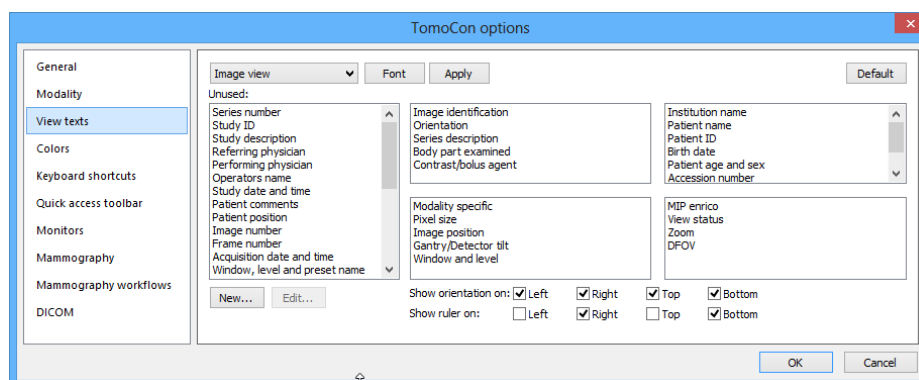 TomoCon options
General
Modality
View texts
Colors
Keyboard shortcuts
Quick access toolbar
Monitors
Mammography
Mammography workflows
DICOM
Image view
Font
Apply
Default
Unused:
Series number
Study ID
Study description
Referring physician
Performing physician
Operators name
Study date and time
Patient comments
Patient position
Image number
Frame number
Acquisition date and time
Window, level and preset name
Image identification
Orientation
Series description
Body part examined
Contrast/bolus agent
Institution name
Patient name
Patient ID
Birth date
Patient age and sex
Accession number
Modality specific
Pixel size
Image position
Gantry/Detector tilt
Window and level
MIP enrico
View status
Zoom
DFOV
New...
Edit...
Show orientation on: Left Right Top Bottom
Show ruler on: Left Right Top Bottom
OK
Cancel